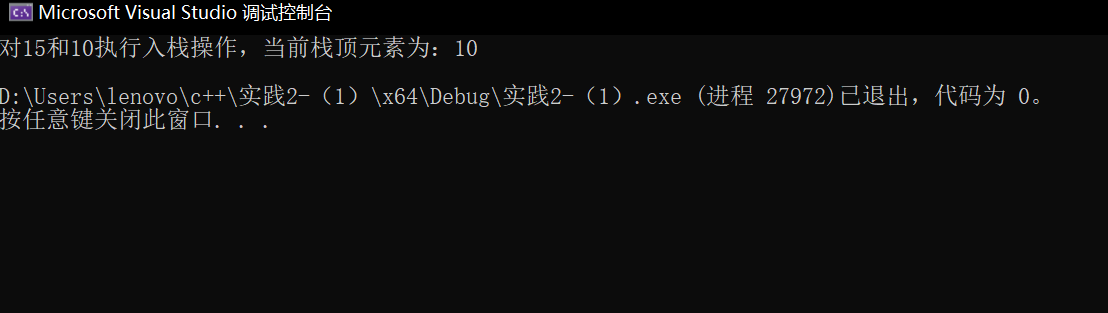 Microsoft Visual Studio 调试控制台
对15和10执行入栈操作，当前栈顶元素为：10
D:\Users\lenovo\c++\实践2-（1）\x64\Debug\实践2-（1）.exe (进程 27972)已退出，代码为 0。
按任意键关闭此窗口. . .